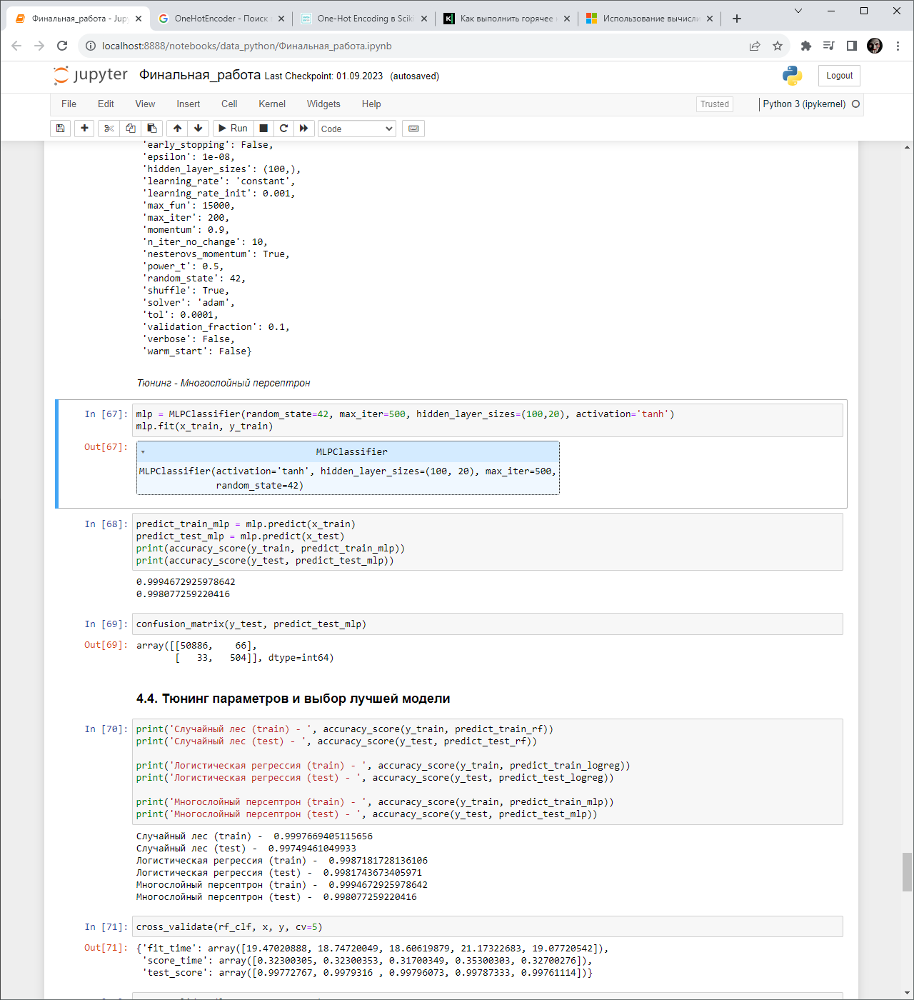 Финальная_работа - Jupy
OneHotEncoder - Поиск
One-Hot Encoding в Scikit
Как выполнить горячее
Использование вычисли
localhost:8888/notebooks/data_python/Финальная_работа.ipynb
jupyter Финальная_работа Last Checkpoint: 01.09.2023 (autosaved)
Logout
File Edit View Insert Cell Kernel Widgets Help
Trusted
Python 3 (ipykernel)
Run
Code
'early_stopping': False,
'epsilon': 1e-08,
'hidden_layer_sizes': (100,),
'learning_rate': 'constant',
'learning_rate_init': 0.001,
'max_fun': 15000,
'max_iter': 200,
'momentum': 0.9,
'n_iter_no_change': 10,
'nesterovs_momentum': True,
'power_t': 0.5,
'random_state': 42,
'shuffle': True,
'solver': 'adam',
'tol': 0.0001,
'validation_fraction': 0.1,
'verbose': False,
'warm_start': False}
Тюнинг - Многослойный персептрон
In [67]: mlp = MLPClassifier(random_state=42, max_iter=500, hidden_layer_sizes=(100,20), activation='tanh')
mlp.fit(x_train, y_train)
Out[67]:
MLPClassifier
MLPClassifier(activation='tanh', hidden_layer_sizes=(100, 20), max_iter=500,
random_state=42)
In [68]: predict_train_mlp = mlp.predict(x_train)
predict_test_mlp = mlp.predict(x_test)
print(accuracy_score(y_train, predict_train_mlp))
print(accuracy_score(y_test, predict_test_mlp))
0.9994672925978642
0.998077259220416
In [69]: confusion_matrix(y_test, predict_test_mlp)
Out[69]: array([[50886, 66],
[ 33, 504]], dtype=int64)
4.4. Тюнинг параметров и выбор лучшей модели
In [70]: print('Случайный лес (train) - ', accuracy_score(y_train, predict_train_rf))
print('Случайный лес (test) - ', accuracy_score(y_test, predict_test_rf))
print('Логистическая регрессия (train) - ', accuracy_score(y_train, predict_train_logreg))
print('Логистическая регрессия (test) - ', accuracy_score(y_test, predict_test_logreg))
print('Многослойный персептрон (train) - ', accuracy_score(y_train, predict_train_mlp))
print('Многослойный персептрон (test) - ', accuracy_score(y_test, predict_test_mlp))
Случайный лес (train) - 0.9997669405115656
Случайный лес (test) - 0.99749461049933
Логистическая регрессия (train) - 0.9987181728136106
Логистическая регрессия (test) - 0.9981743673405971
Многослойный персептрон (train) - 0.9994672925978642
Многослойный персептрон (test) - 0.998077259220416
In [71]: cross_validate(rf_clf, x, y, cv=5)
Out[71]: {'fit_time': array([19.47020888, 18.74720049, 18.60619879, 21.17322683, 19.07720542]),
'score_time': array([0.32300305, 0.32300353, 0.31700349, 0.35300303, 0.32700276]),
'test_score': array([0.99772767, 0.9979316 , 0.99796073, 0.99787333, 0.99761114])}